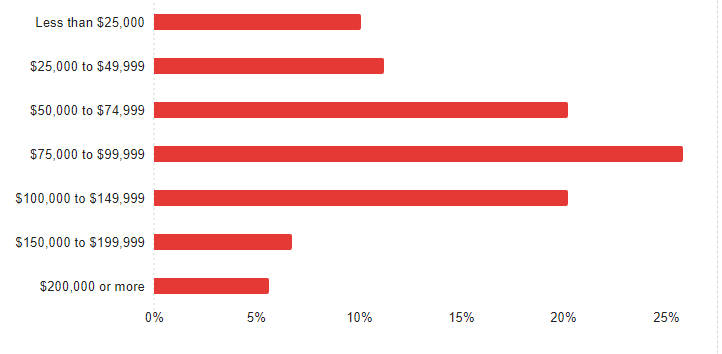 Less than $25,000
$25,000 to $49,999
$50,000 to $74,999
$75,000 to $99,999
$100,000 to $149,999
$150,000 to $199,999
$200,000 or more
0% 5% 10% 15% 20% 25%